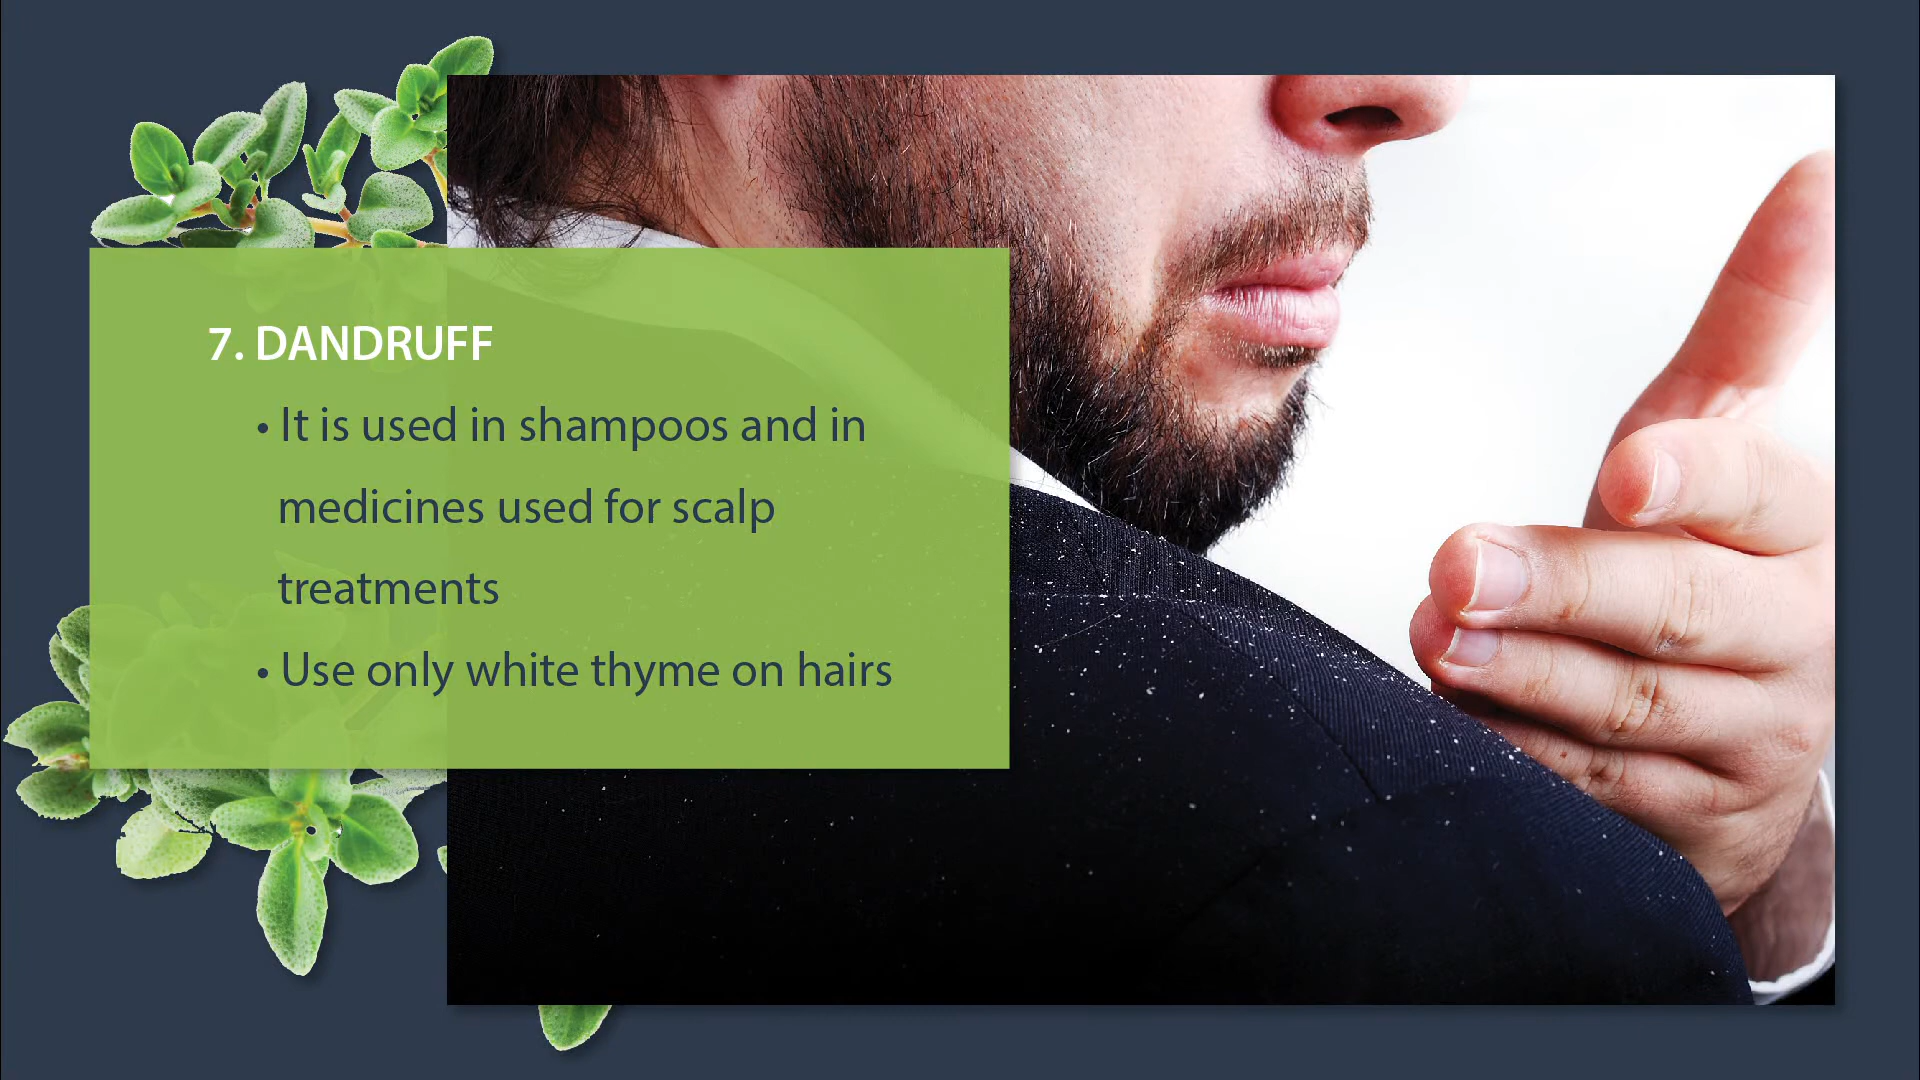 7. DANDRUFF
• It is used in shampoos and in
medicines used for scalp
treatments
• Use only white thyme on hairs